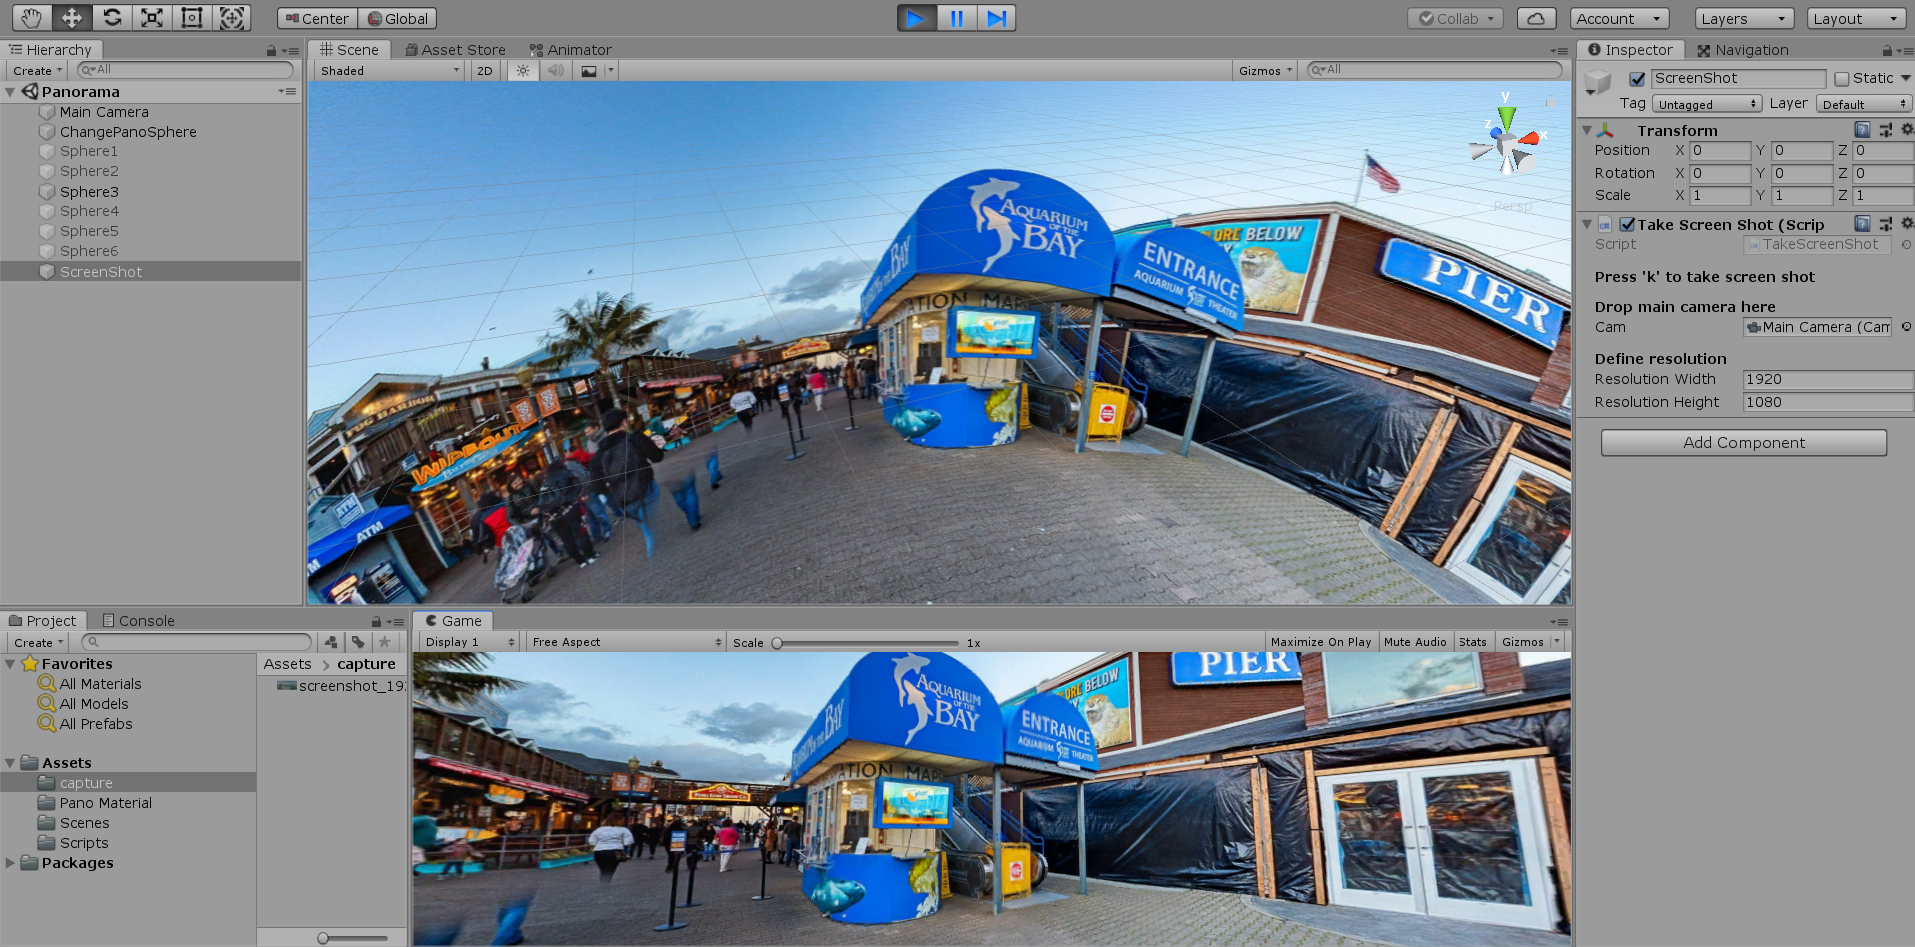 Center Global
Collab Account Layers Layout
Hierarchy
Create All
Panorama
Main Camera
ChangePanoSphere
Sphere1
Sphere2
Sphere3
Sphere4
Sphere5
Sphere6
ScreenShot
Scene Asset Store Animator
Shaded 2D Gizmos All
y
z
x
Persp
AQUARIUM
OF THE
BAY
ENTRANCE
AQUARIUM THEATER
LORE BELOW
PIER
WIPEOUT
ATM
ATM
Inspector Navigation
ScreenShot Static
Tag Untagged Layer Default
Transform
Position X 0 Y 0 Z 0
Rotation X 0 Y 0 Z 0
Scale X 1 Y 1 Z 1
Take Screen Shot (Scrip
Script TakeScreenShot
Press 'k' to take screen shot
Drop main camera here
Cam Main Camera (Cam
Define resolution
Resolution Width 1920
Resolution Height 1080
Add Component
Project Console
Create
Favorites
All Materials
All Models
All Prefabs
Assets
capture
Pano Material
Scenes
Scripts
Packages
Assets > capture
screenshot_19
Game
Display 1 Free Aspect Scale 1x Maximize On Play Mute Audio Stats Gizmos
AQUARIUM
OF THE
BAY
ENTRANCE
AQUARIUM THEATER
ORE BELOW
PIER